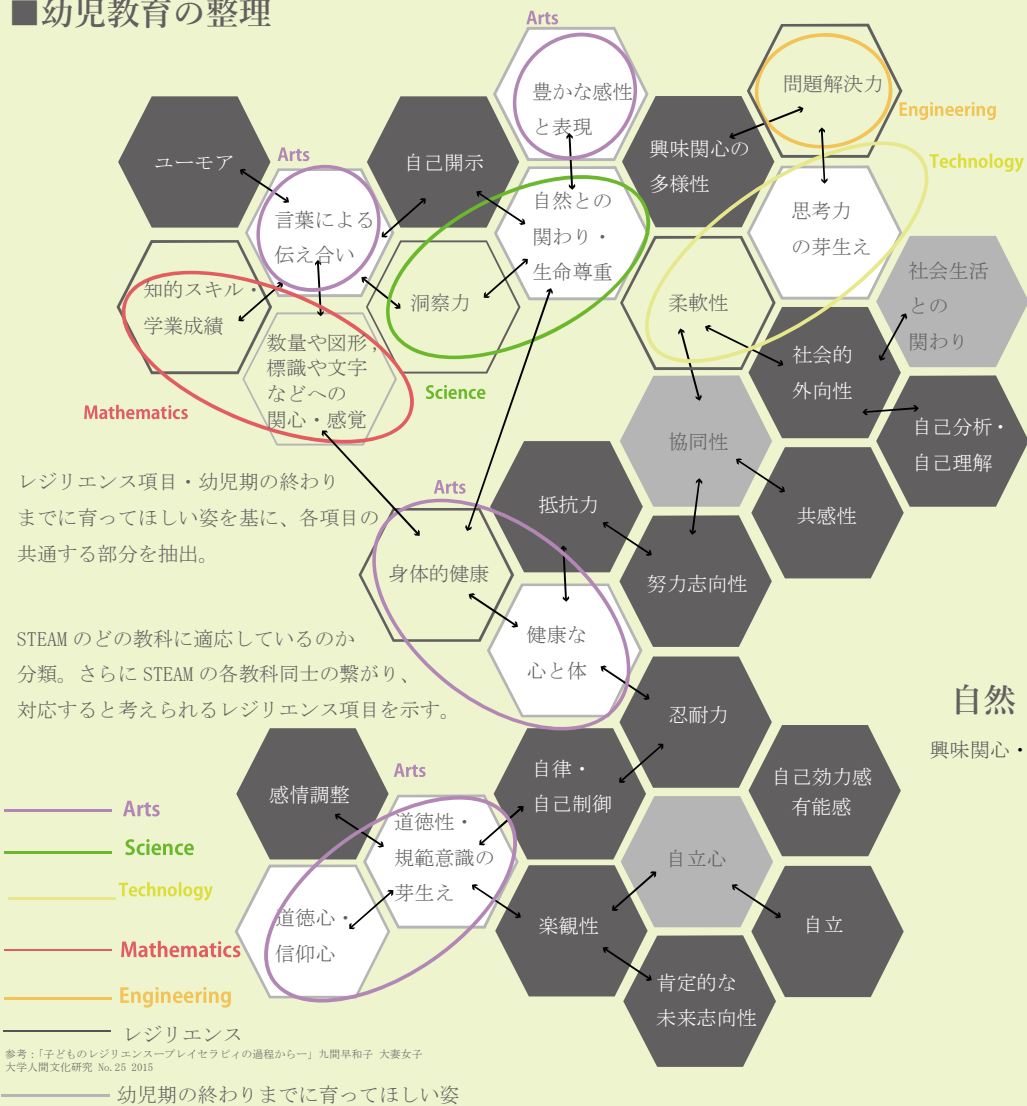 ■幼児教育の整理
Arts
豊かな感性
と表現
問題解決力
Engineering
ユーモア
Arts
自己開示
興味関心の
多様性
Technology
言葉による
伝え合い
自然との
関わり・
生命尊重
思考力
の芽生え
知的スキル・
学業成績
洞察力
柔軟性
社会生活
との
関わり
数量や図形,
標識や文字
などへの
関心・感覚
社会的
外向性
Mathematics
Science
協同性
自己分析・
自己理解
レジリエンス項目・幼児期の終わり
までに育ってほしい姿を基に、各項目の
共通する部分を抽出。
Arts
抵抗力
共感性
身体的健康
努力志向性
STEAMのどの教科に適応しているのか
分類。さらにSTEAMの各教科同士の繋がり、
対応すると考えられるレジリエンス項目を示す。
健康な
心と体
忍耐力
自然
興味関心・
感情調整
Arts
自律・
自己制御
自己効力感
有能感
道徳性・
規範意識の
芽生え
自立心
道徳心・
信仰心
楽観性
自立
肯定的な
未来志向性
Arts
Science
Technology
Mathematics
Engineering
レジリエンス
参考：「子どものレジリエンスープレイセラピィの過程からー」九間早和子 大妻女子
大学人間文化研究 No.25 2015
幼児期の終わりまでに育ってほしい姿